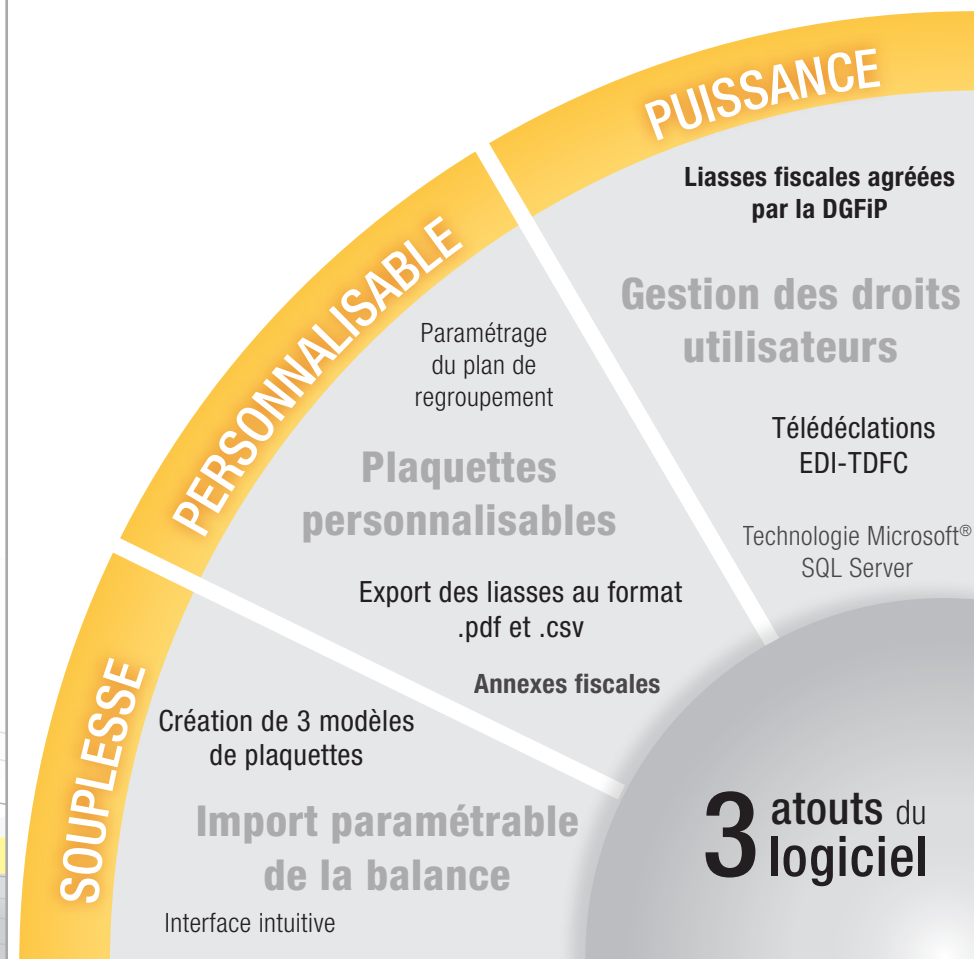 PUISSANCE
Liasses fiscales agréées
par la DGFiP
Gestion des droits
utilisateurs
Télédéclations
EDI-TDFC
Technologie Microsoft®
SQL Server
PERSONNALISABLE
Paramétrage
du plan de
regroupement
Plaquettes
personnalisables
Export des liasses au format
.pdf et .csv
Annexes fiscales
SOUPLESSE
Création de 3 modèles
de plaquettes
Import paramétrable
de la balance
Interface intuitive
3 atouts du
logiciel